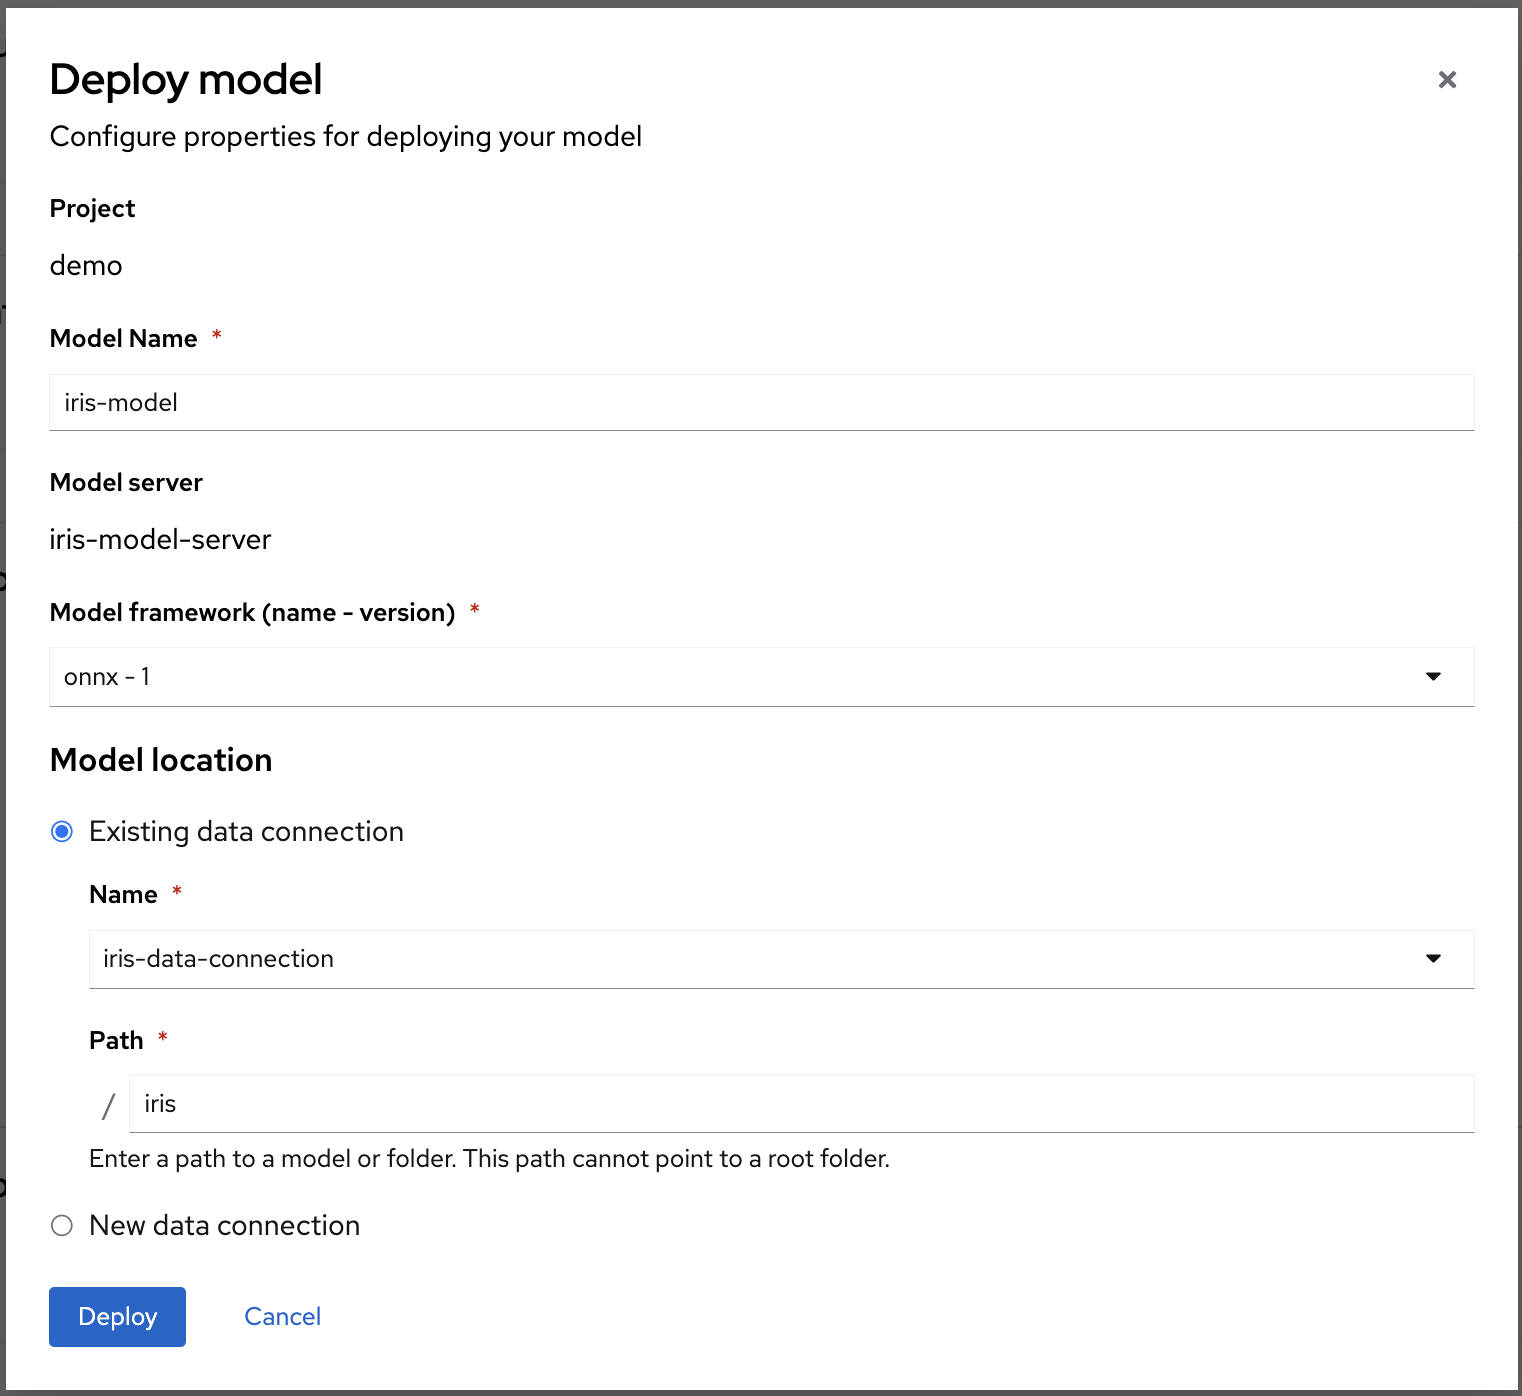 Deploy model
Configure properties for deploying your model
Project
demo
Model Name *
iris-model
Model server
iris-model-server
Model framework (name - version) *
onnx - 1
Model location
Existing data connection
Name *
iris-data-connection
Path *
/ iris
Enter a path to a model or folder. This path cannot point to a root folder.
New data connection
Deploy Cancel